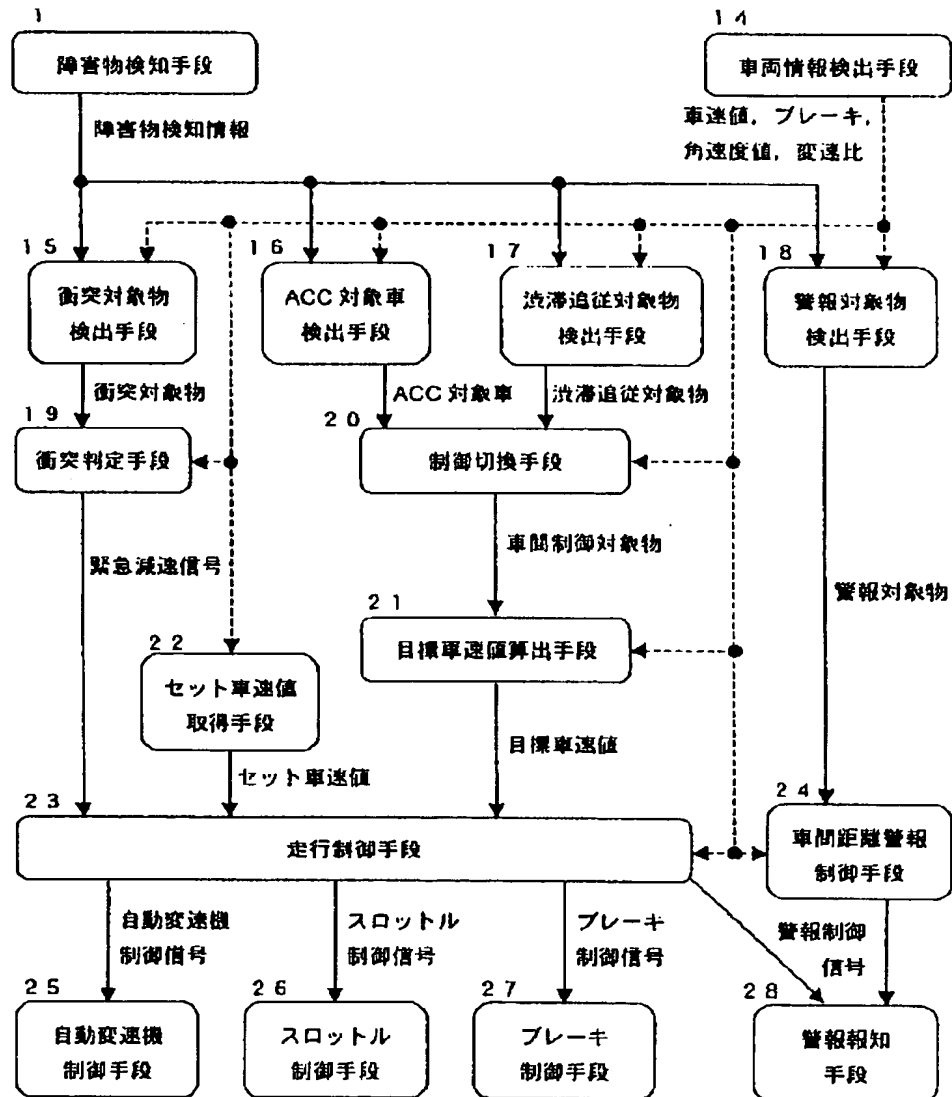 1
障害物検知手段
14
車両情報検出手段
障害物検知情報
車速値, ブレーキ,
角速度値, 変速比
15
衝突対象物
検出手段
16
ACC対象車
検出手段
17
渋滞追従対象物
検出手段
18
警報対象物
検出手段
衝突対象物
ACC対象車
渋滞追従対象物
19
衝突判定手段
20
制御切換手段
緊急減速信号
車間制御対象物
警報対象物
21
目標車速値算出手段
22
セット車速値
取得手段
セット車速値
目標車速値
23
走行制御手段
24
車間距離警報
制御手段
自動変速機
制御信号
スロットル
制御信号
ブレーキ
制御信号
警報制御
信号
25
自動変速機
制御手段
26
スロットル
制御手段
27
ブレーキ
制御手段
28
警報報知
手段